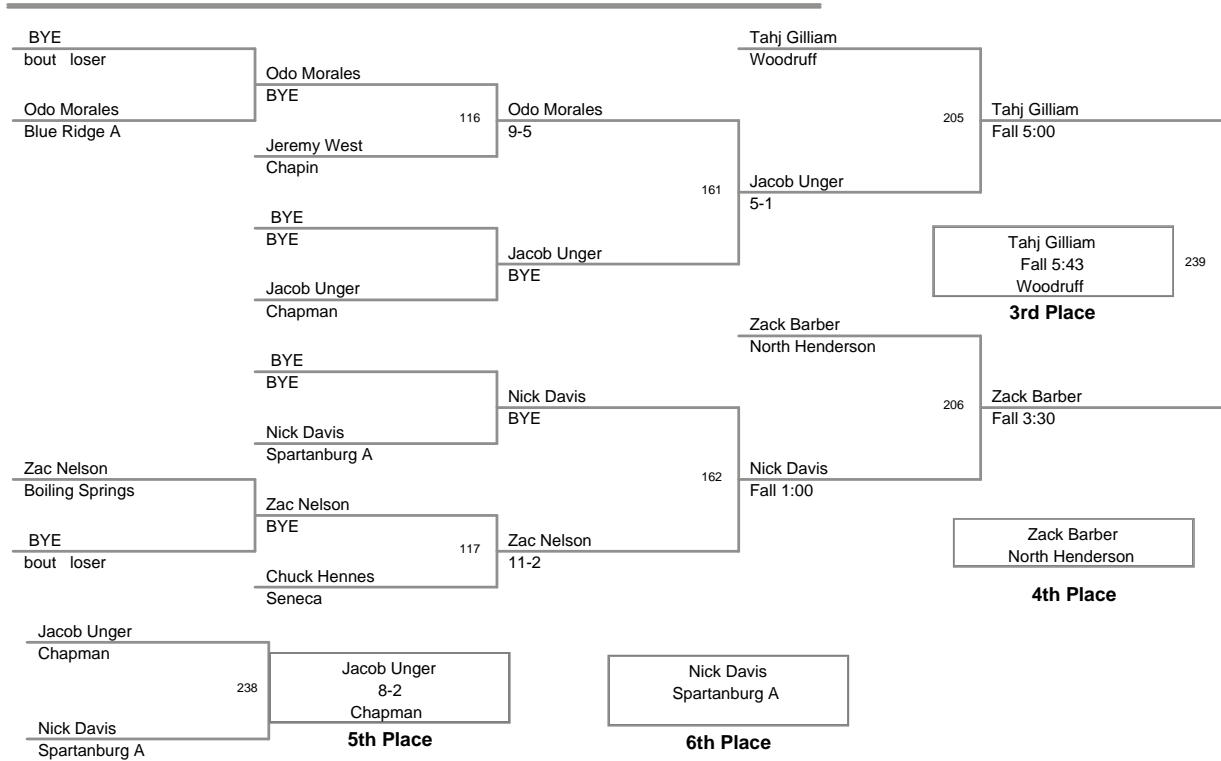 BYE
bout loser
Odo Morales
Blue Ridge A
Odo Morales
BYE
116
Jeremy West
Chapin
Odo Morales
9-5
BYE
BYE
Jacob Unger
Chapman
Jacob Unger
BYE
161
Jacob Unger
5-1
Tahj Gilliam
Woodruff
205
Tahj Gilliam
Fall 5:00
Tahj Gilliam
Fall 5:43
Woodruff
239
3rd Place
BYE
BYE
Nick Davis
Spartanburg A
Nick Davis
BYE
Zac Nelson
Boiling Springs
BYE
bout loser
Zac Nelson
BYE
117
Chuck Hennes
Seneca
Zac Nelson
11-2
162
Nick Davis
Fall 1:00
Zack Barber
North Henderson
206
Zack Barber
Fall 3:30
Zack Barber
North Henderson
4th Place
Jacob Unger
Chapman
238
Nick Davis
Spartanburg A
Jacob Unger
8-2
Chapman
5th Place
Nick Davis
Spartanburg A
6th Place